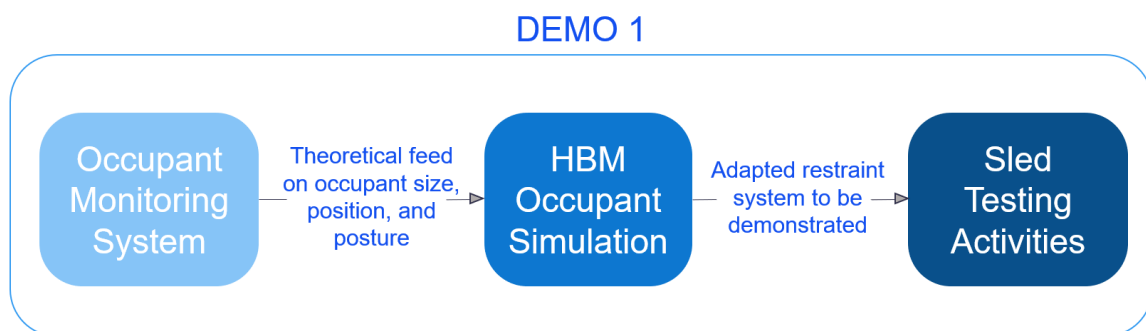 DEMO 1
Occupant
Monitoring
System
Theoretical feed
on occupant size,
position, and
posture
HBM
Occupant
Simulation
Adapted restraint
system to be
demonstrated
Sled
Testing
Activities